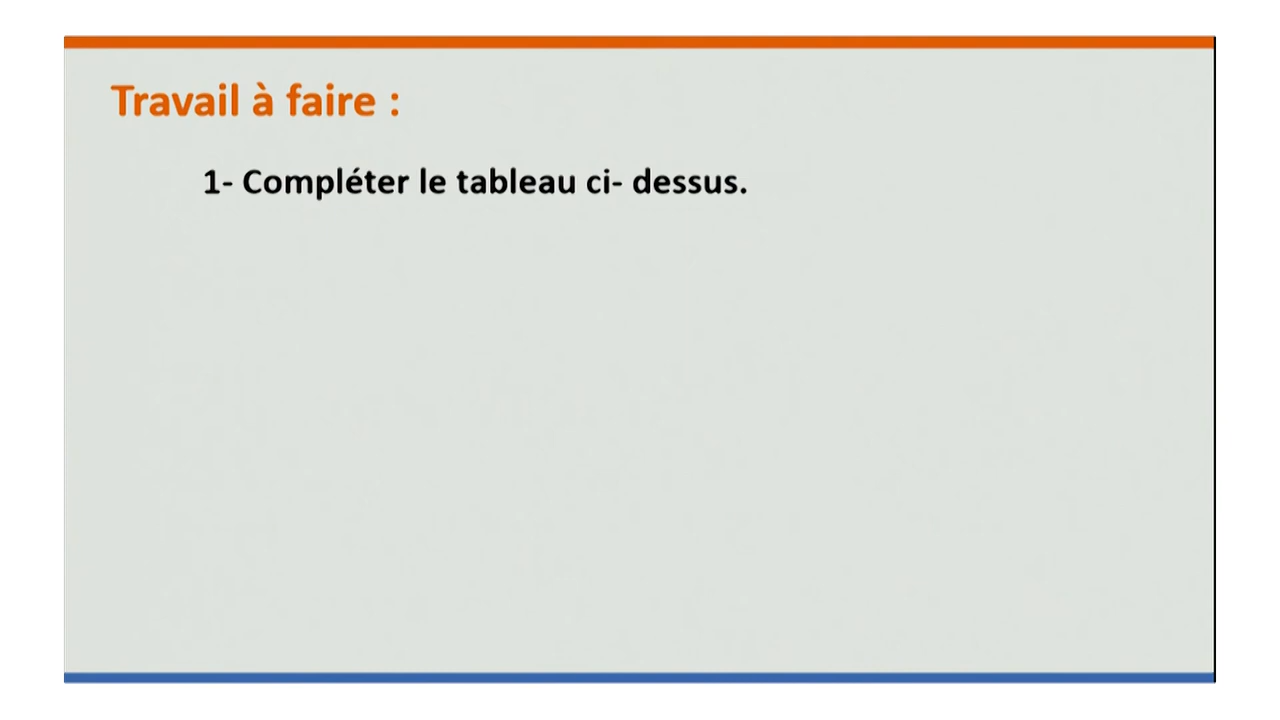 Travail à faire :
1- Compléter le tableau ci- dessus.